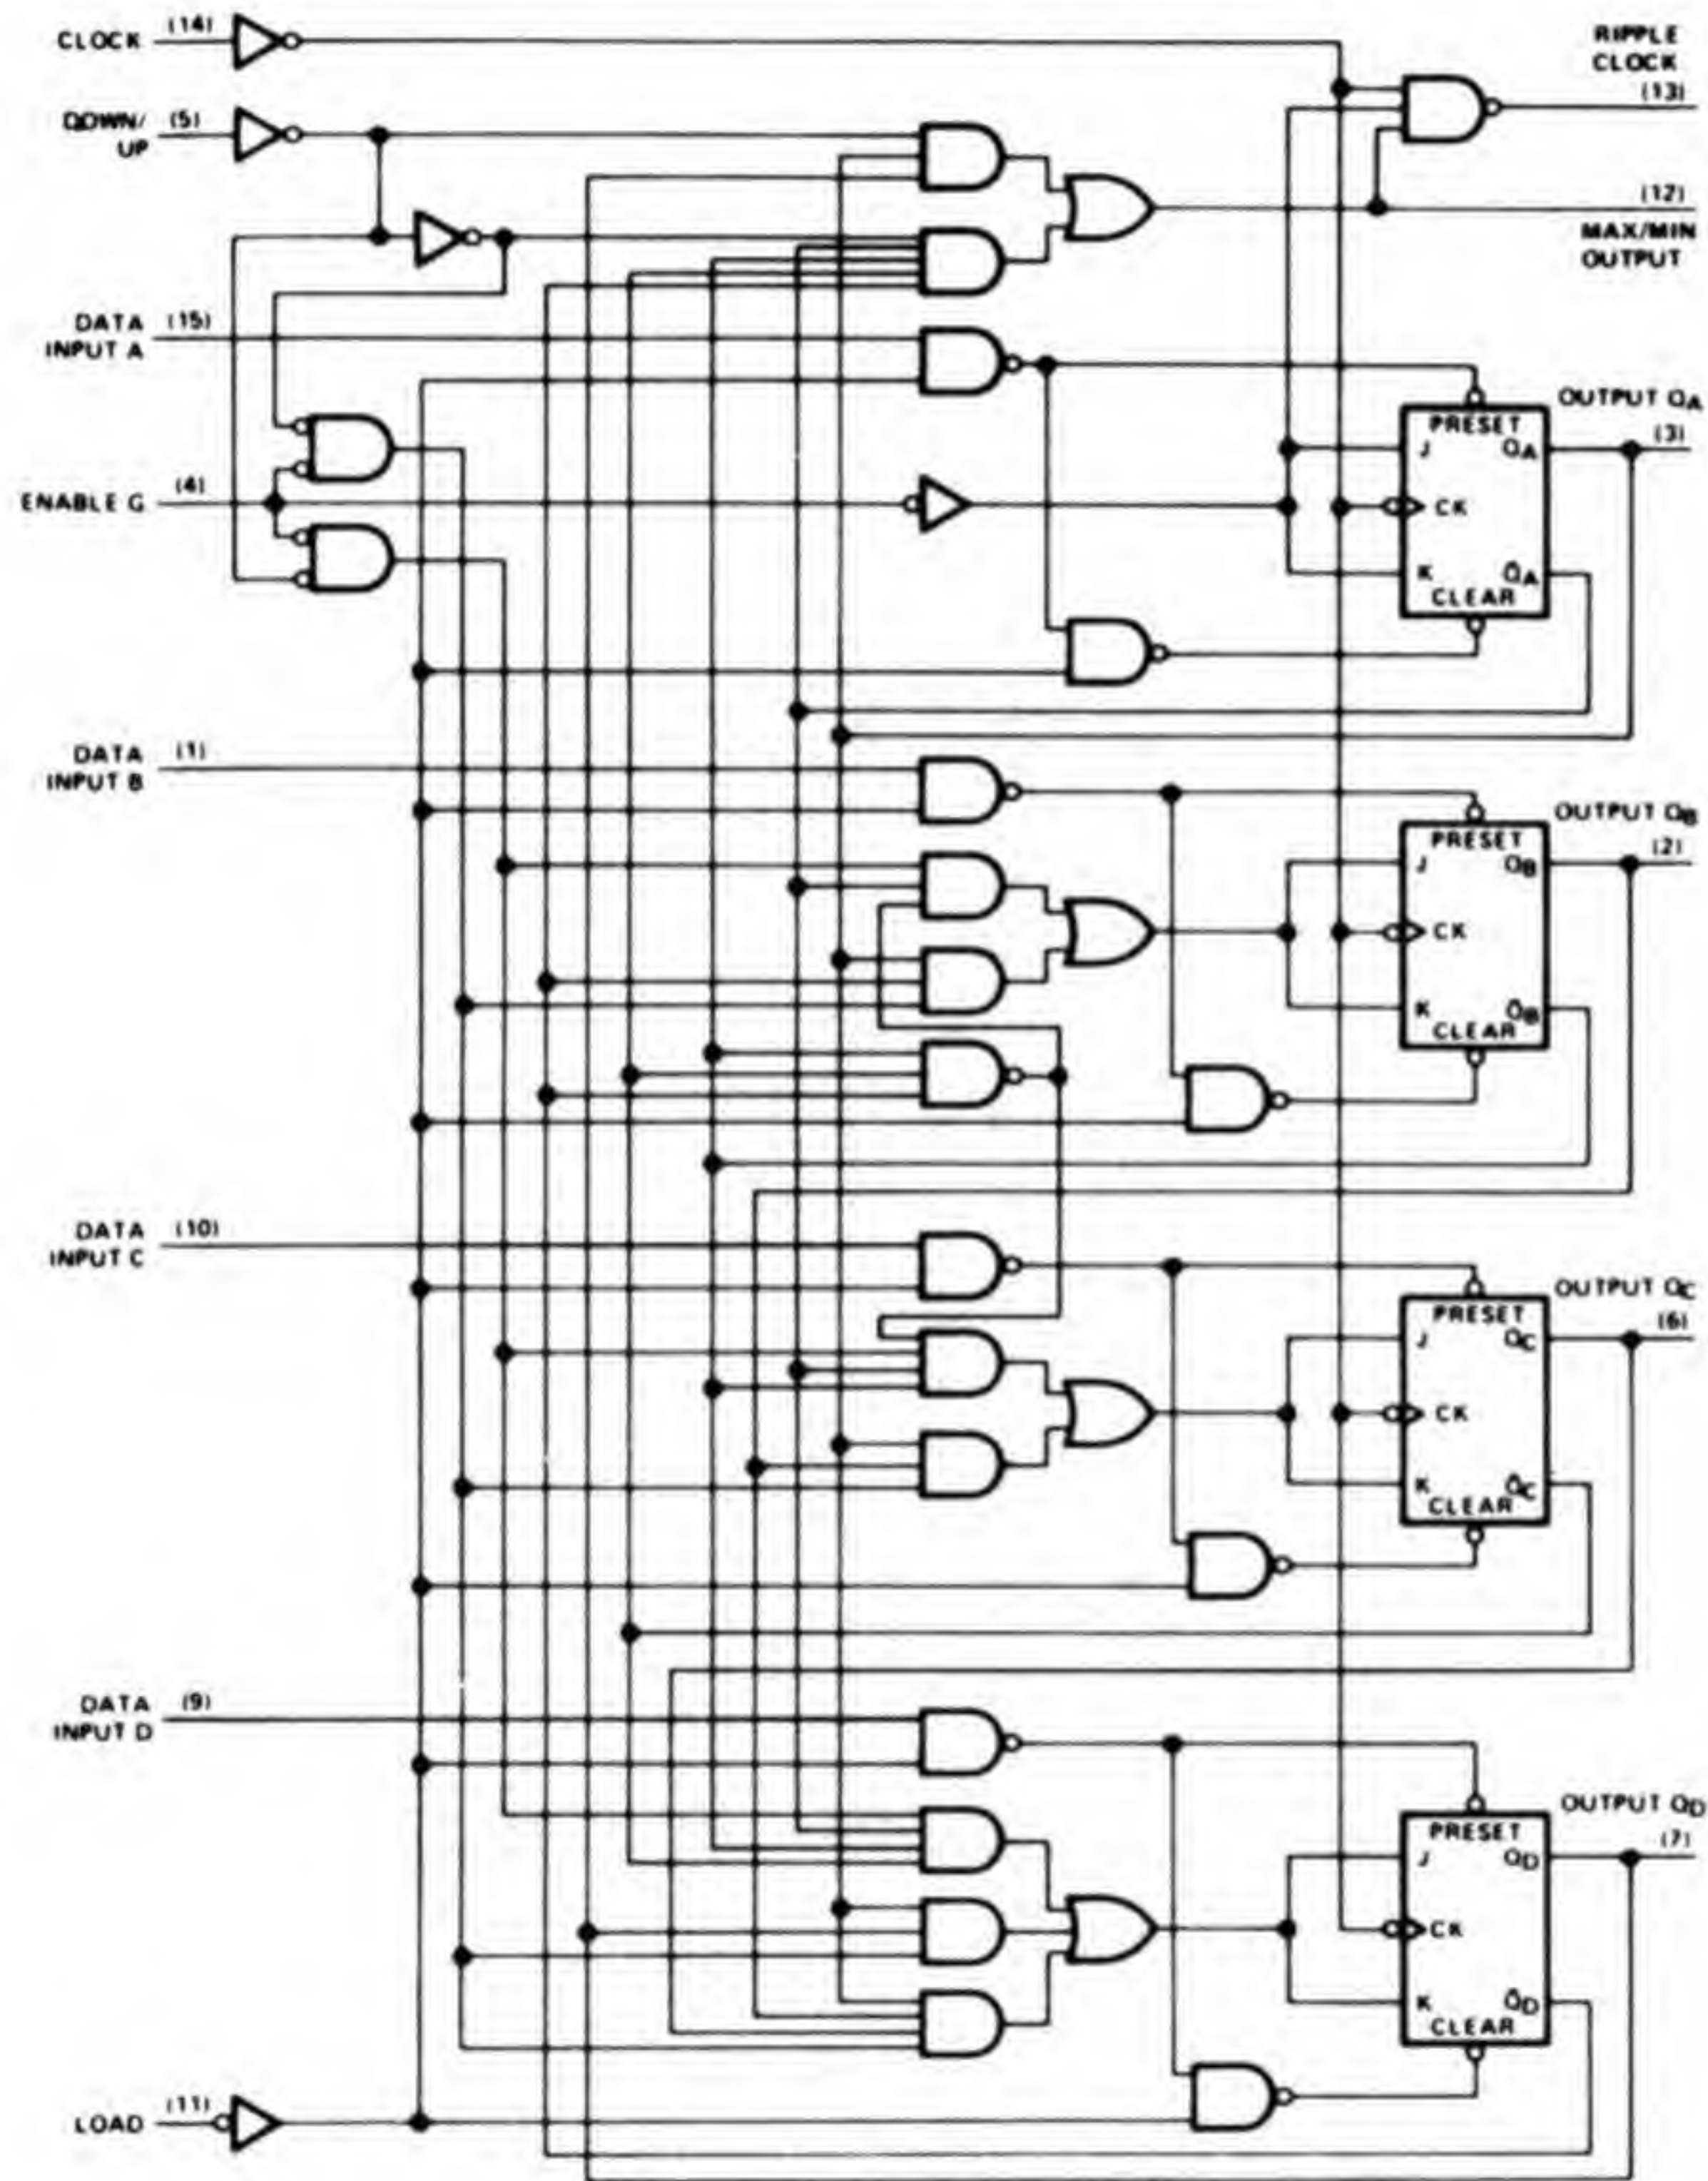 CLOCK (14)
RIPPLE
CLOCK
(13)
DOWN/
UP
(5)
(12)
MAX/MIN
OUTPUT
DATA
INPUT A
(15)
OUTPUT QA
(3)
PRESET
J QA
CK
K Q̄A
CLEAR
ENABLE G (4)
DATA
INPUT B
(1)
OUTPUT QB
(2)
PRESET
J QB
CK
K Q̄B
CLEAR
DATA
INPUT C
(10)
OUTPUT QC
(6)
PRESET
J QC
CK
K Q̄C
CLEAR
DATA
INPUT D
(9)
OUTPUT QD
(7)
PRESET
J QD
CK
K Q̄D
CLEAR
LOAD (11)